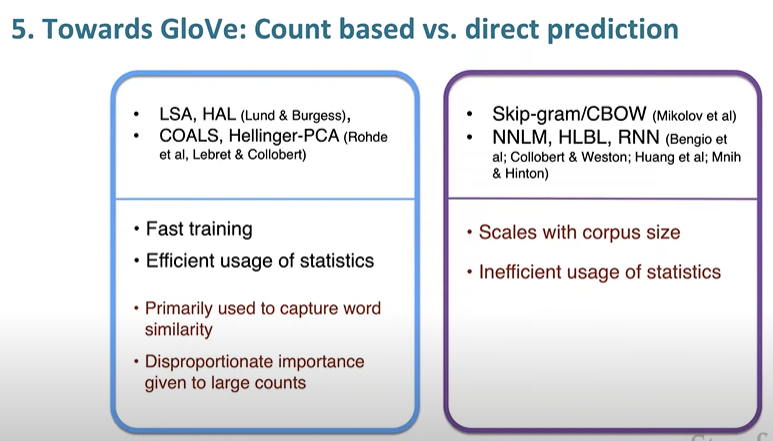 5. Towards GloVe: Count based vs. direct prediction
• LSA, HAL (Lund & Burgess),
• COALS, Hellinger-PCA (Rohde
et al, Lebret & Collobert)
• Fast training
• Efficient usage of statistics
• Primarily used to capture word
similarity
• Disproportionate importance
given to large counts
• Skip-gram/CBOW (Mikolov et al)
• NNLM, HLBL, RNN (Bengio et
al; Collobert & Weston; Huang et al; Mnih
& Hinton)
• Scales with corpus size
• Inefficient usage of statistics